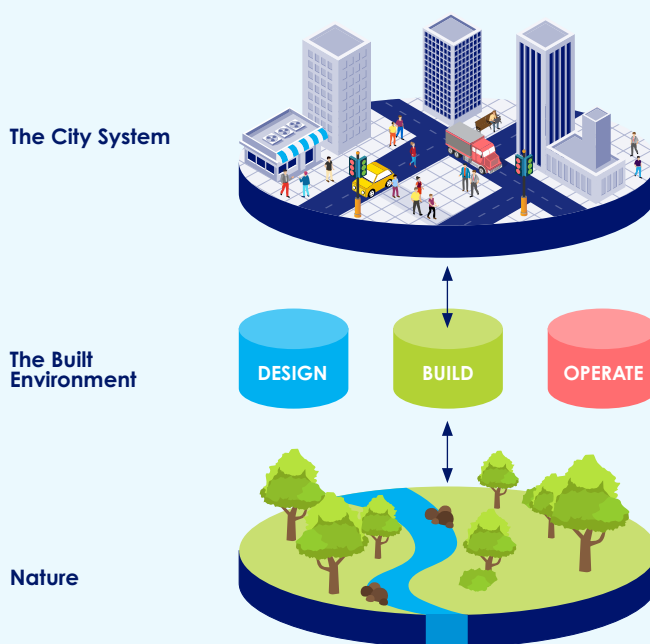 The City System
The Built
Environment
DESIGN
BUILD
OPERATE
Nature